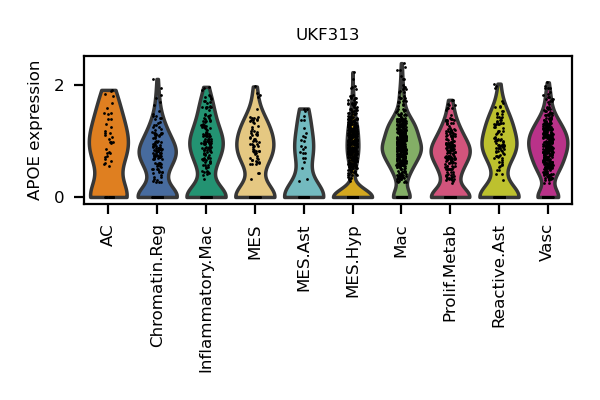 UKF313
APOE expression
2
0
AC
Chromatin.Reg
Inflammatory.Mac
MES
MES.Ast
MES.Hyp
Mac
Prolif.Metab
Reactive.Ast
Vasc